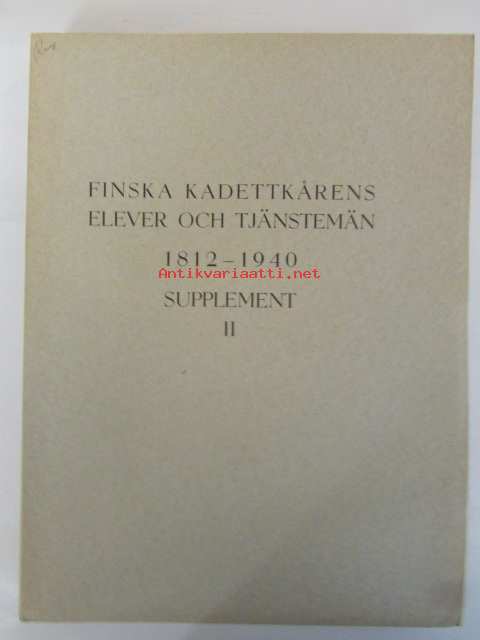 FINSKA KADETTKÅRENS
ELEVER OCH TJÄNSTEMÄN
1812–1940
Antikvariaatti.net
SUPPLEMENT
II